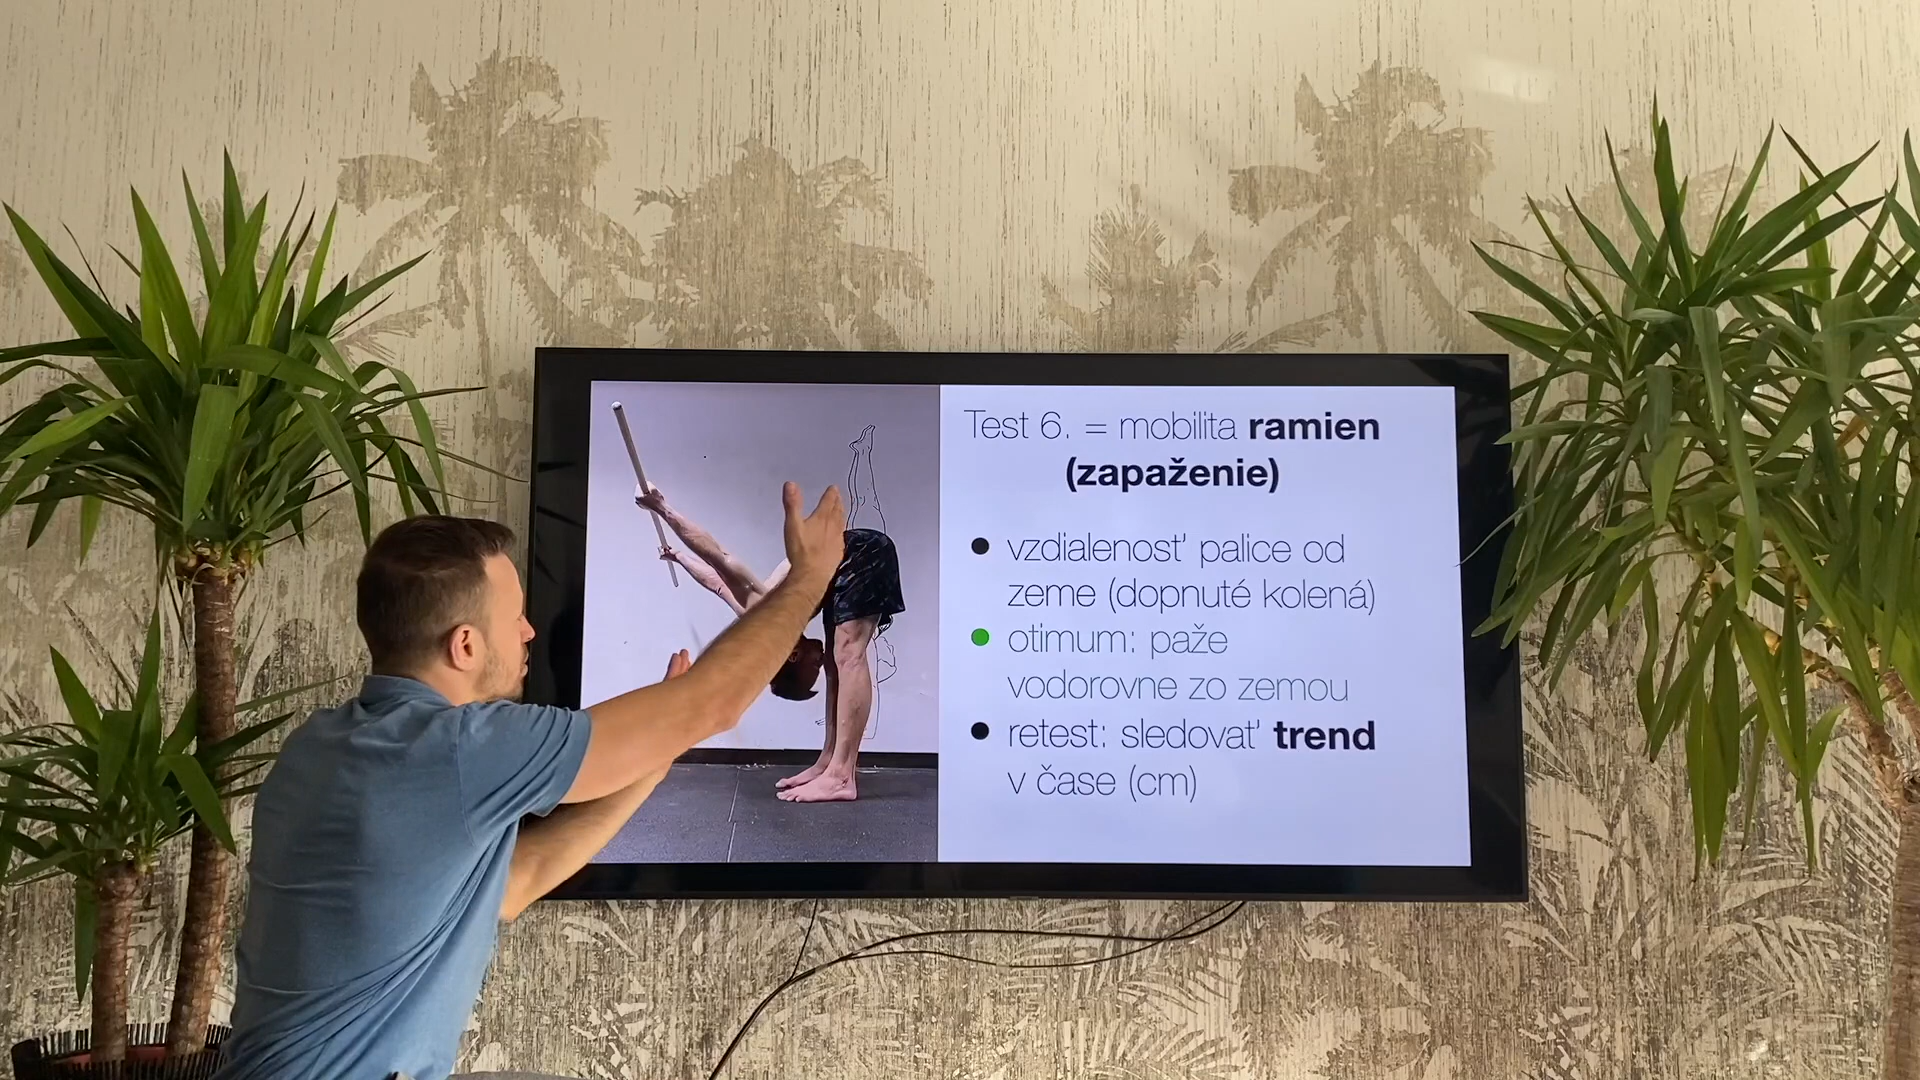 Test 6. = mobilita ramien
(zapaženie)
● vzdialenosť palice od
zeme (dopnuté kolená)
● otimum: paže
vodorovne zo zemou
● retest: sledovať trend
v čase (cm)